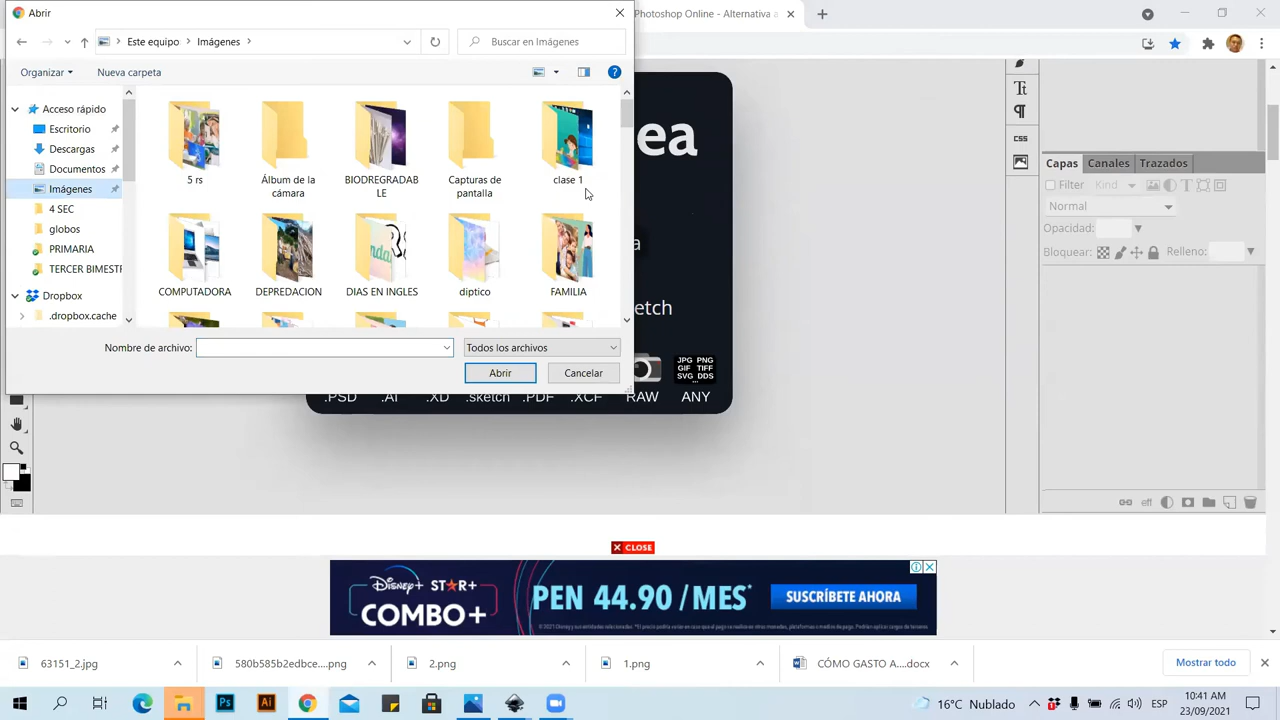 Abrir
Photoshop Online - Alternativa a
Este equipo
Imágenes
Buscar en Imágenes
Organizar
Nueva carpeta
Acceso rápido
Escritorio
Descargas
Documentos
Imágenes
4 SEC
globos
PRIMARIA
TERCER BIMESTR
Dropbox
.dropbox.cache
5 rs
Álbum de la cámara
BIODREGRADABLE
Capturas de pantalla
clase 1
COMPUTADORA
DEPREDACION
DIAS EN INGLES
diptico
FAMILIA
Nombre de archivo:
Todos los archivos
Abrir
Cancelar
ea
a
etch
JPG PNG
GIF TIFF
SVG DDS
...
.PSD .AI .XD .sketch .PDF .XCF RAW ANY
CSS
Capas
Canales
Trazados
Filter
Kind
Normal
Opacidad:
Bloquear:
Relleno:
eff
CLOSE
Disney+ STAR+
COMBO+
PEN 44.90 /MES*
SUSCRÍBETE AHORA
63151_2.jpg
580b585b2edbce....png
2.png
1.png
CÓMO GASTO A....docx
Mostrar todo
Ps
Ai
16°C Nublado
ESP
10:41 AM
23/09/2021